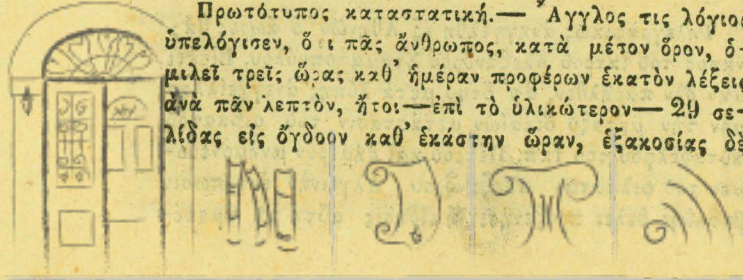 Πρωτότυπος καταστατική.— Ἄγγλος τις λόγιος
ὑπελόγισεν, ὅτι πᾶς ἄνθρωπος, κατὰ μέτον ὅρον, ὁ-
μιλεῖ τρεῖς ὥρας καθ’ ἡμέραν προφέρων ἑκατὸν λέξεις
ἀνὰ πᾶν λεπτὸν, ἤτοι—ἐπὶ τὸ ὑλικώτερον— 29 σε-
λίδας εἰς ὄγδοον καθ’ ἑκάστην ὥραν, ἑξακοσίας δὲ